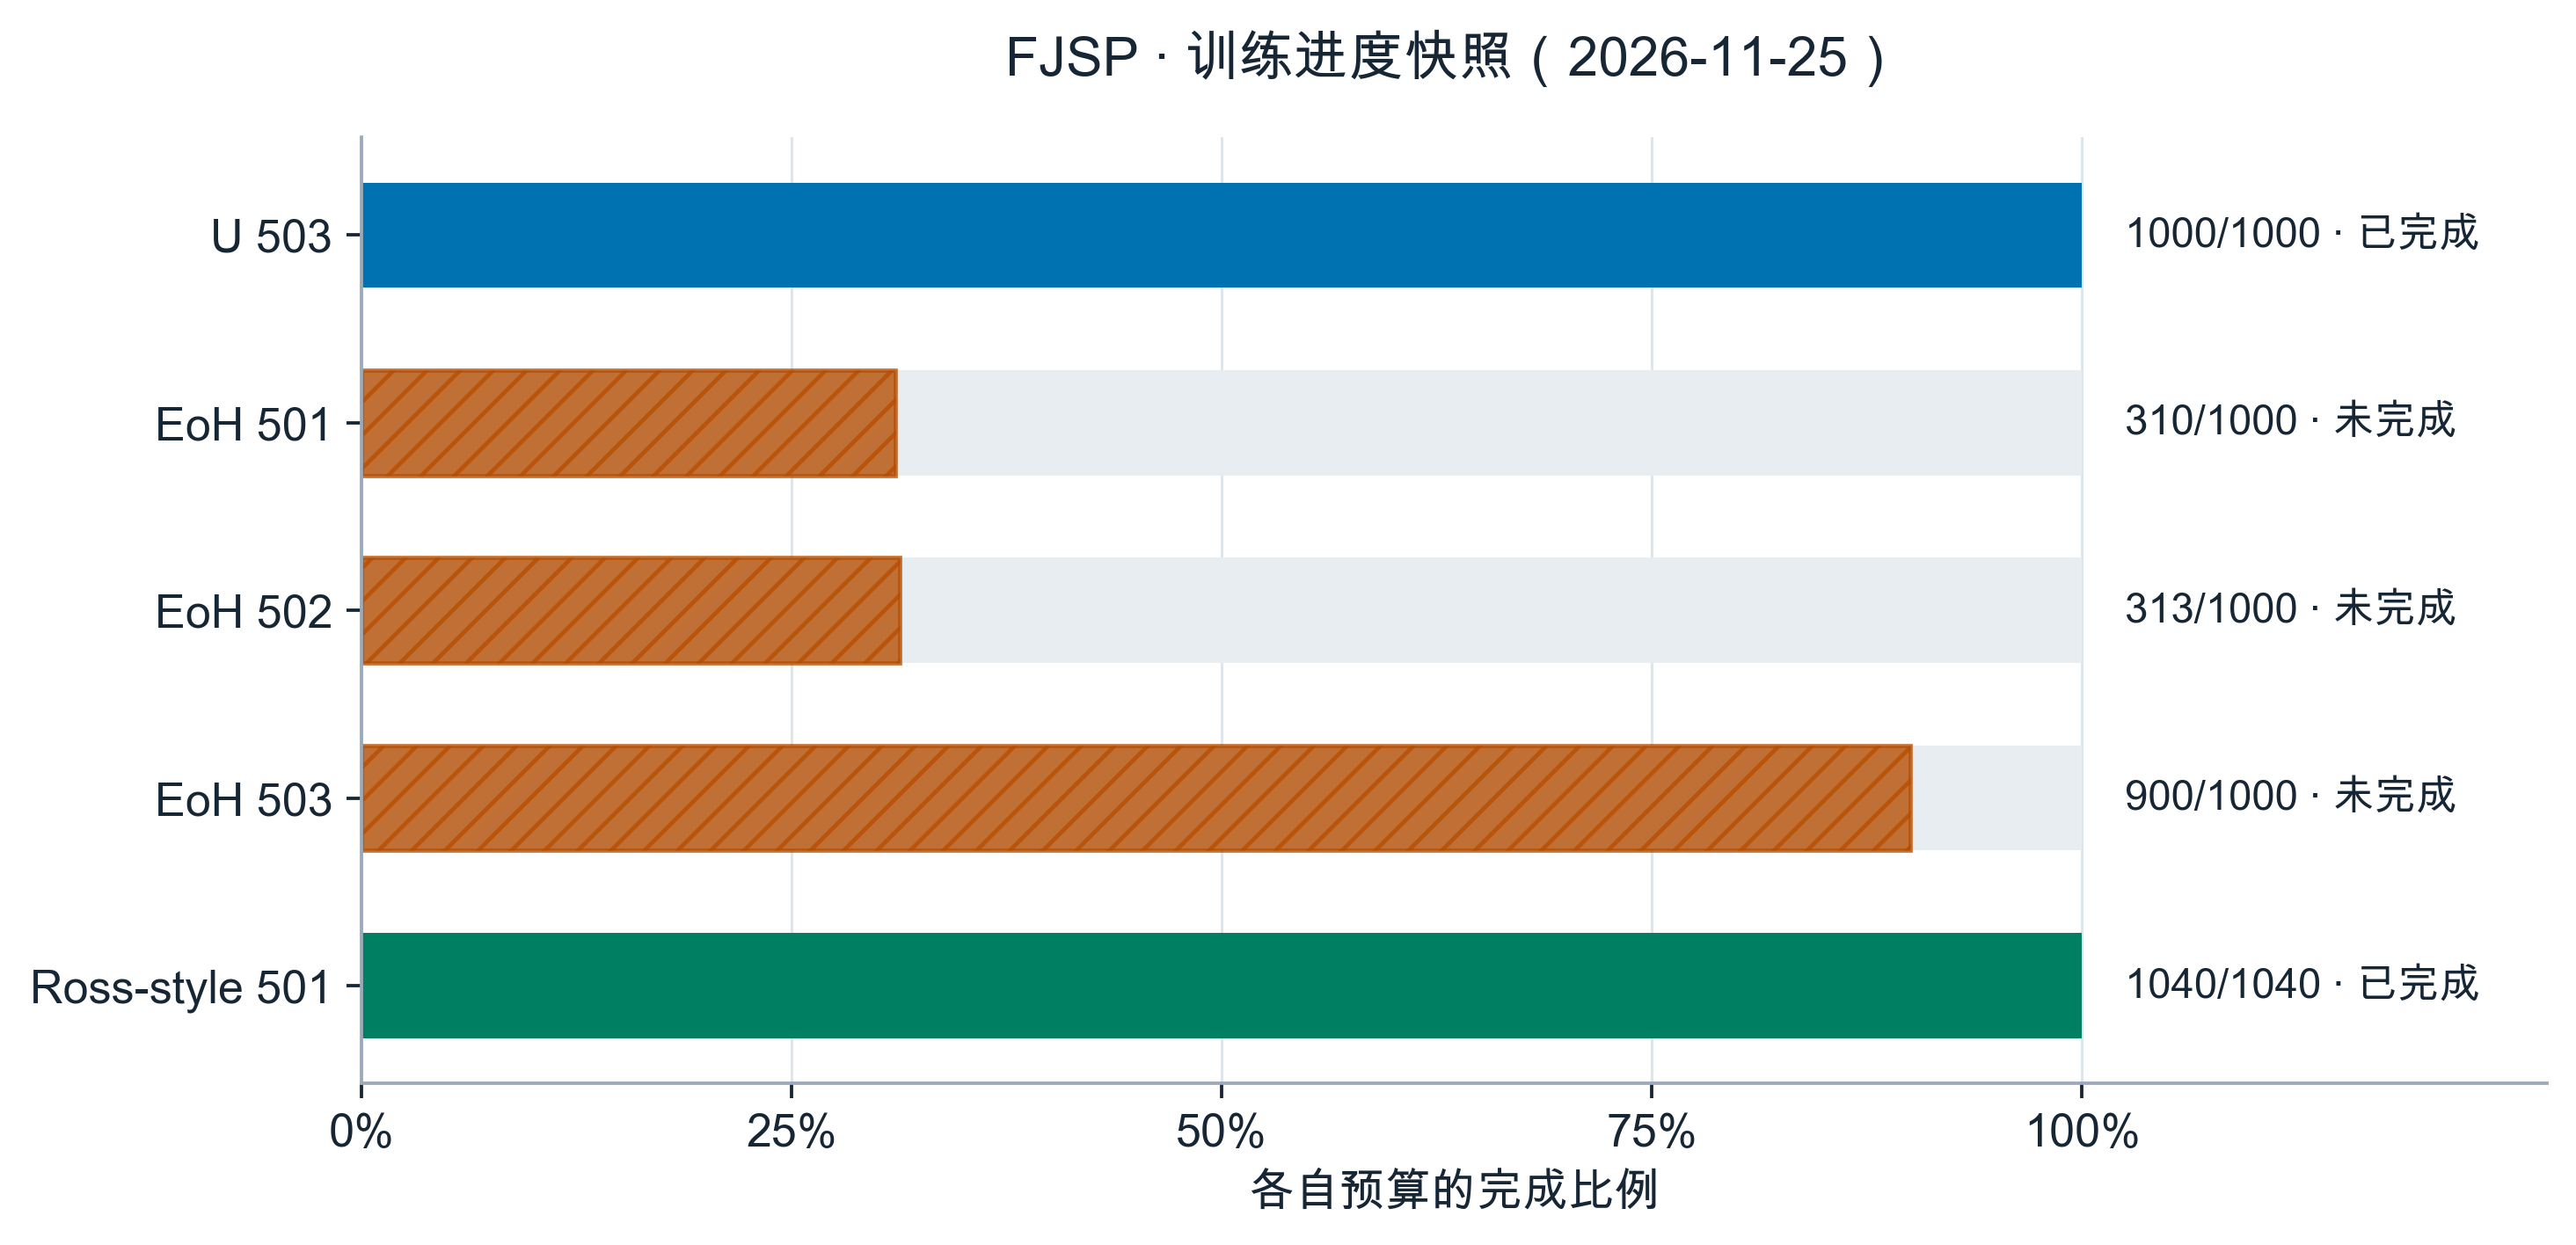 FJSP · 训练进度快照（2026-11-25）
U 503
1000/1000 · 已完成
EoH 501
310/1000 · 未完成
EoH 502
313/1000 · 未完成
EoH 503
900/1000 · 未完成
Ross-style 501
1040/1040 · 已完成
0% 25% 50% 75% 100%
各自预算的完成比例